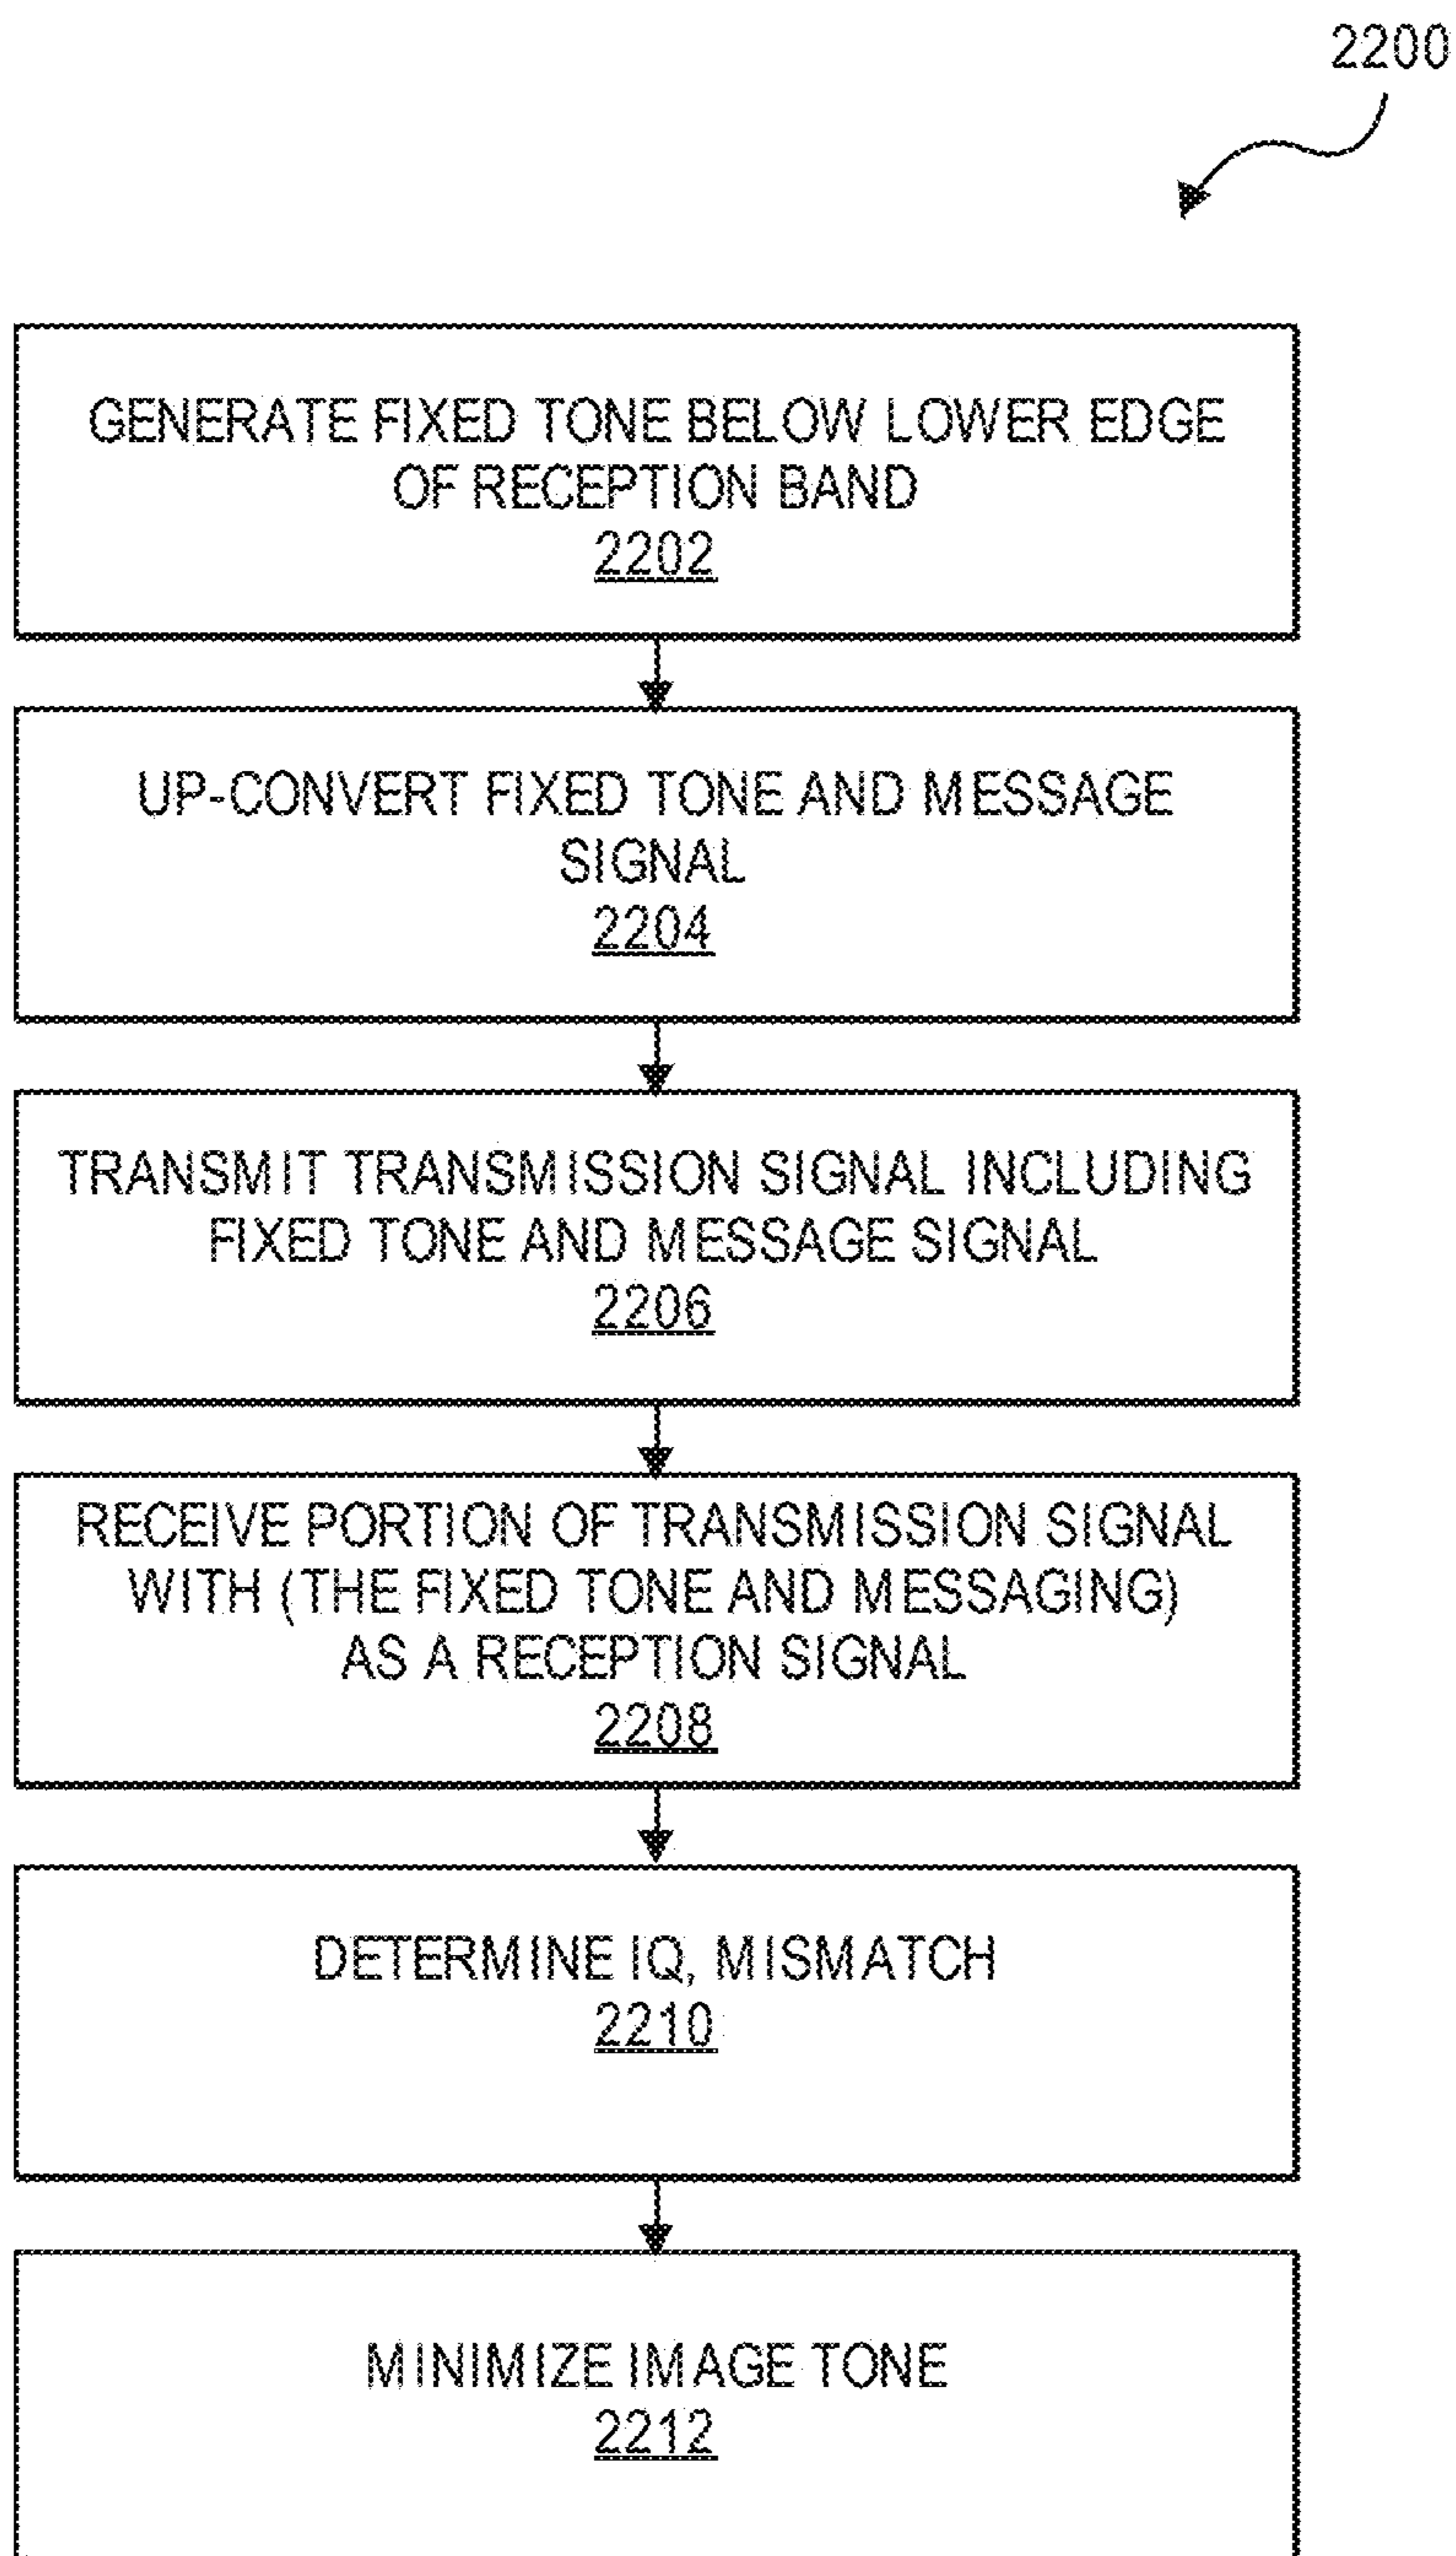 2200
GENERATE FIXED TONE BELOW LOWER EDGE
OF RECEPTION BAND
2202
UP-CONVERT FIXED TONE AND MESSAGE
SIGNAL
2204
TRANSMIT TRANSMISSION SIGNAL INCLUDING
FIXED TONE AND MESSAGE SIGNAL
2206
RECEIVE PORTION OF TRANSMISSION SIGNAL
WITH (THE FIXED TONE AND MESSAGING)
AS A RECEPTION SIGNAL
2208
DETERMINE IQ, MISMATCH
2210
MINIMIZE IMAGE TONE
2212